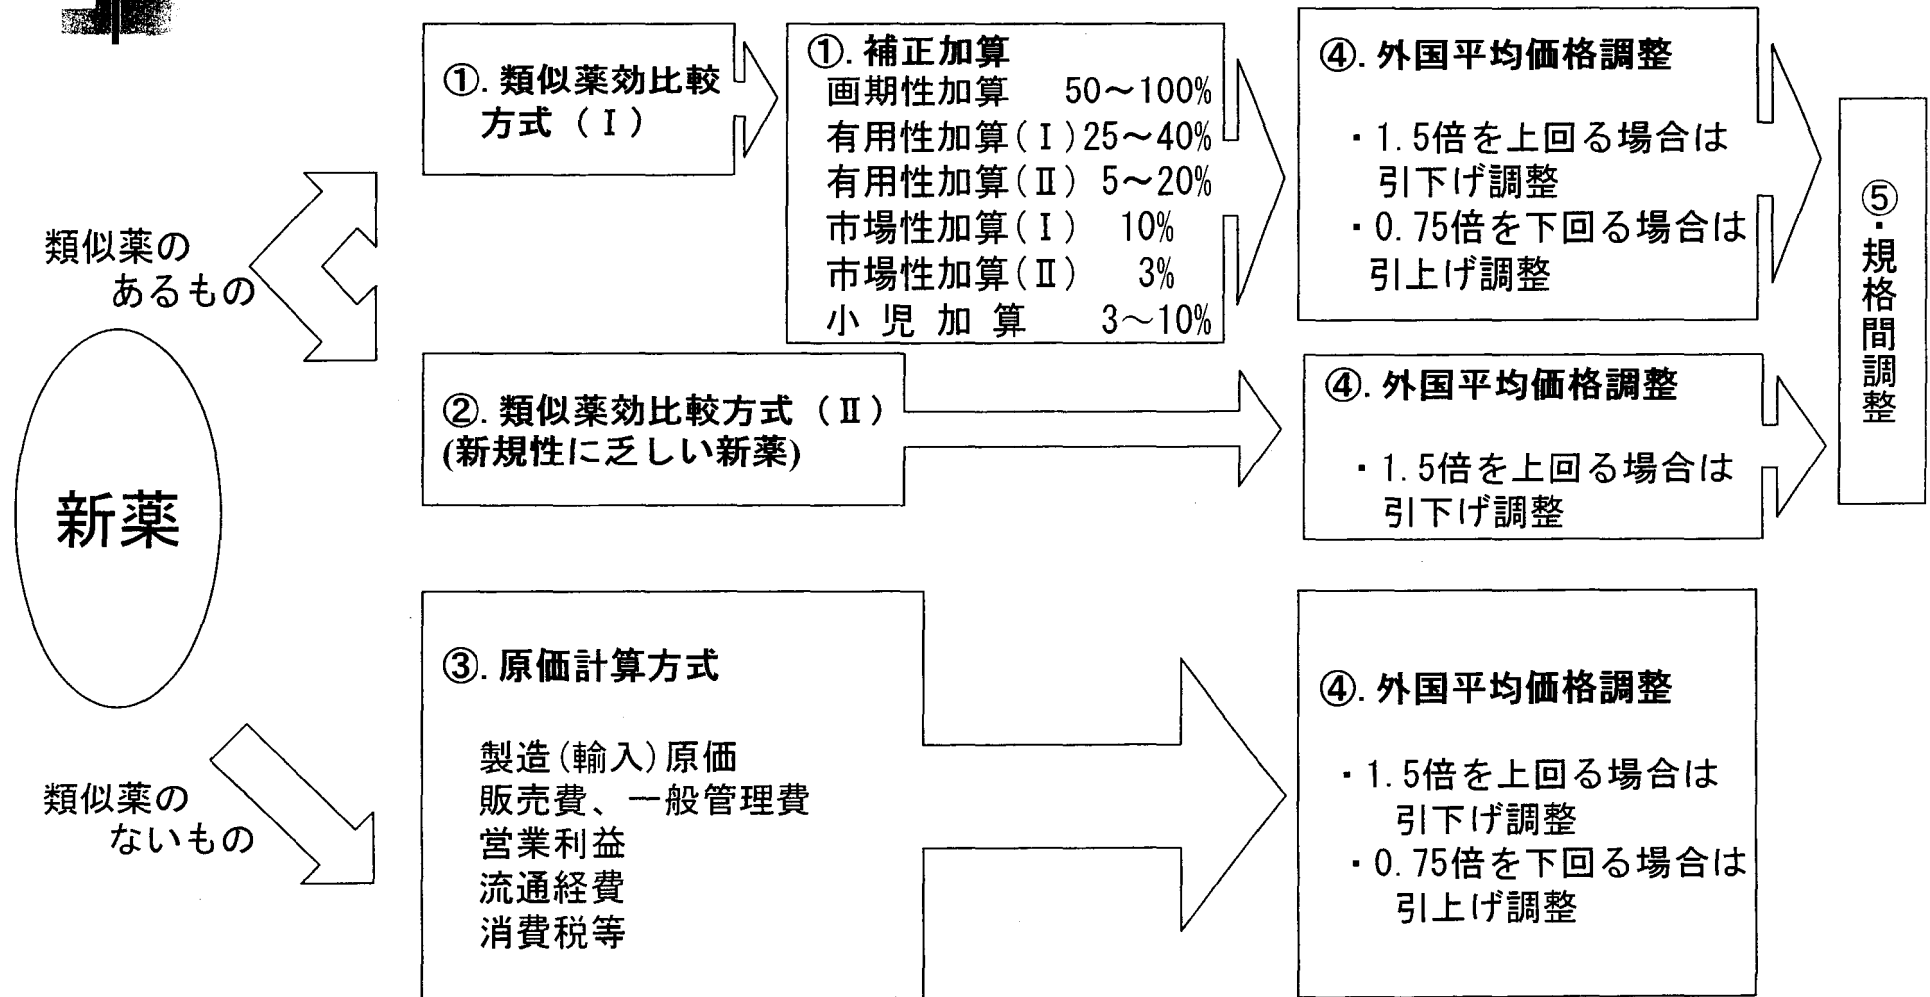 新薬
類似薬の
あるもの
①. 類似薬効比較
方式（Ⅰ）
①. 補正加算
画期性加算 50～100%
有用性加算(Ⅰ)25～40%
有用性加算(Ⅱ) 5～20%
市場性加算(Ⅰ) 10%
市場性加算(Ⅱ) 3%
小 児 加 算 3～10%
④. 外国平均価格調整
・1.5倍を上回る場合は
引下げ調整
・0.75倍を下回る場合は
引上げ調整
②. 類似薬効比較方式（Ⅱ）
(新規性に乏しい新薬)
④. 外国平均価格調整
・1.5倍を上回る場合は
引下げ調整
⑤・規格間調整
類似薬の
ないもの
③. 原価計算方式
製造(輸入)原価
販売費、一般管理費
営業利益
流通経費
消費税等
④. 外国平均価格調整
・1.5倍を上回る場合は
引下げ調整
・0.75倍を下回る場合は
引上げ調整